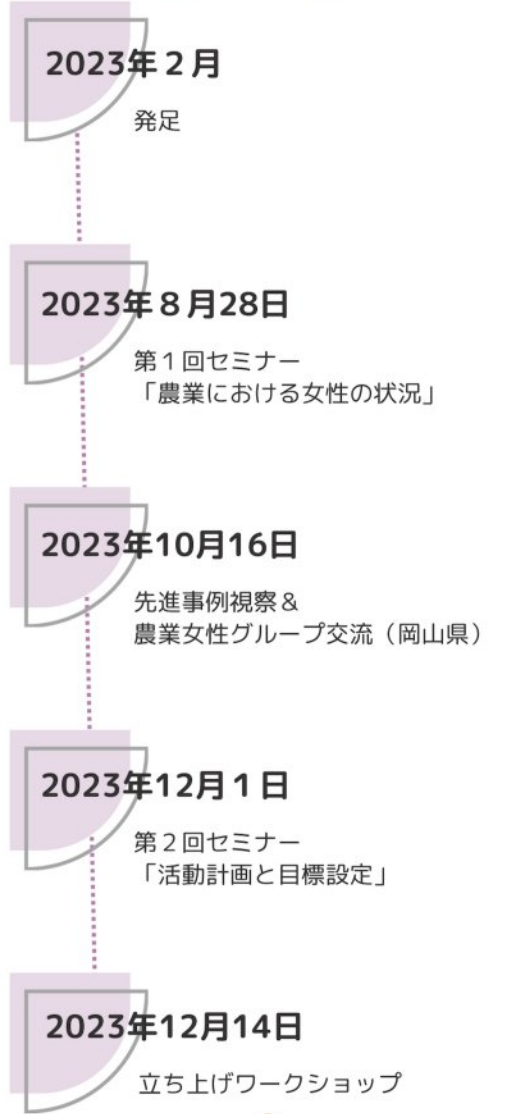 2023年２月
発足
2023年８月28日
第１回セミナー
「農業における女性の状況」
2023年10月16日
先進事例視察＆
農業女性グループ交流（岡山県）
2023年12月１日
第２回セミナー
「活動計画と目標設定」
2023年12月14日
立ち上げワークショップ